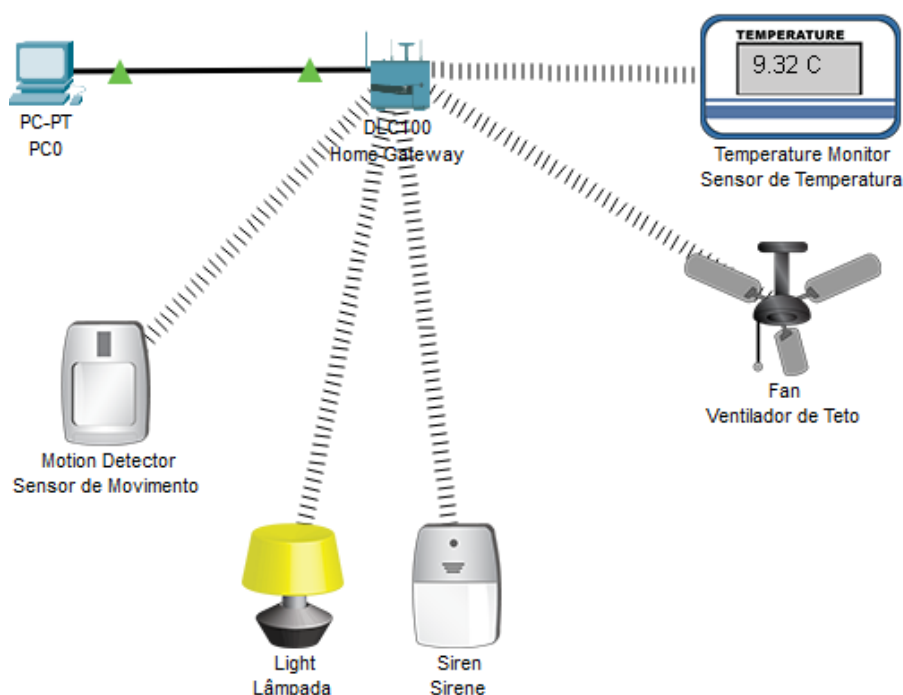 TEMPERATURE
9.32 C
PC-PT
PC0
DLC100
Home Gateway
Temperature Monitor
Sensor de Temperatura
Fan
Ventilador de Teto
Motion Detector
Sensor de Movimento
Light
Lâmpada
Siren
Sirene